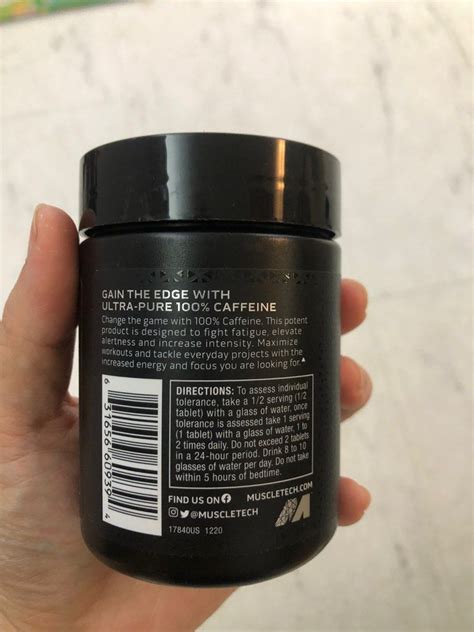 GAIN THE EDGE WITH
ULTRA-PURE 100% CAFFEINE
Change the game with 100% Caffeine. This potent
product is designed to fight fatigue, elevate
alertness and increase intensity. Maximize
workouts and tackle everyday projects with the
increased energy and focus you are looking for.▲
DIRECTIONS: To assess individual
tolerance, take a 1/2 serving (1/2
tablet) with a glass of water, once
tolerance is assessed take 1 serving
(1 tablet) with a glass of water, 1 to
2 times daily. Do not exceed 2 tablets
in a 24-hour period. Drink 8 to 10
glasses of water per day. Do not take
within 5 hours of bedtime.
6 31656 60939 4
FIND US ON
MUSCLETECH.COM
@MUSCLETECH
17840US 1220